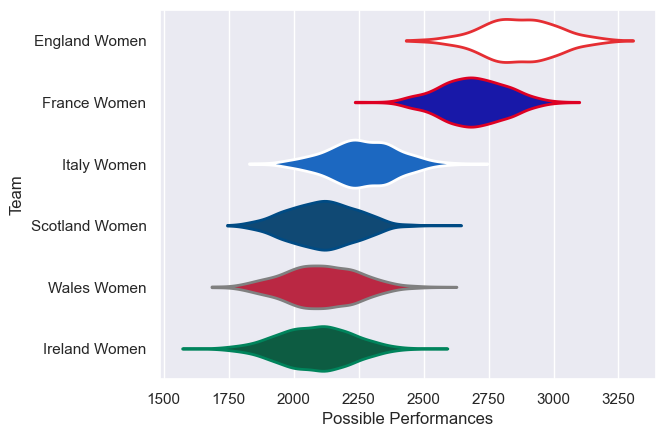 England Women
France Women
Italy Women
Scotland Women
Wales Women
Ireland Women
Team
1500 1750 2000 2250 2500 2750 3000 3250
Possible Performances